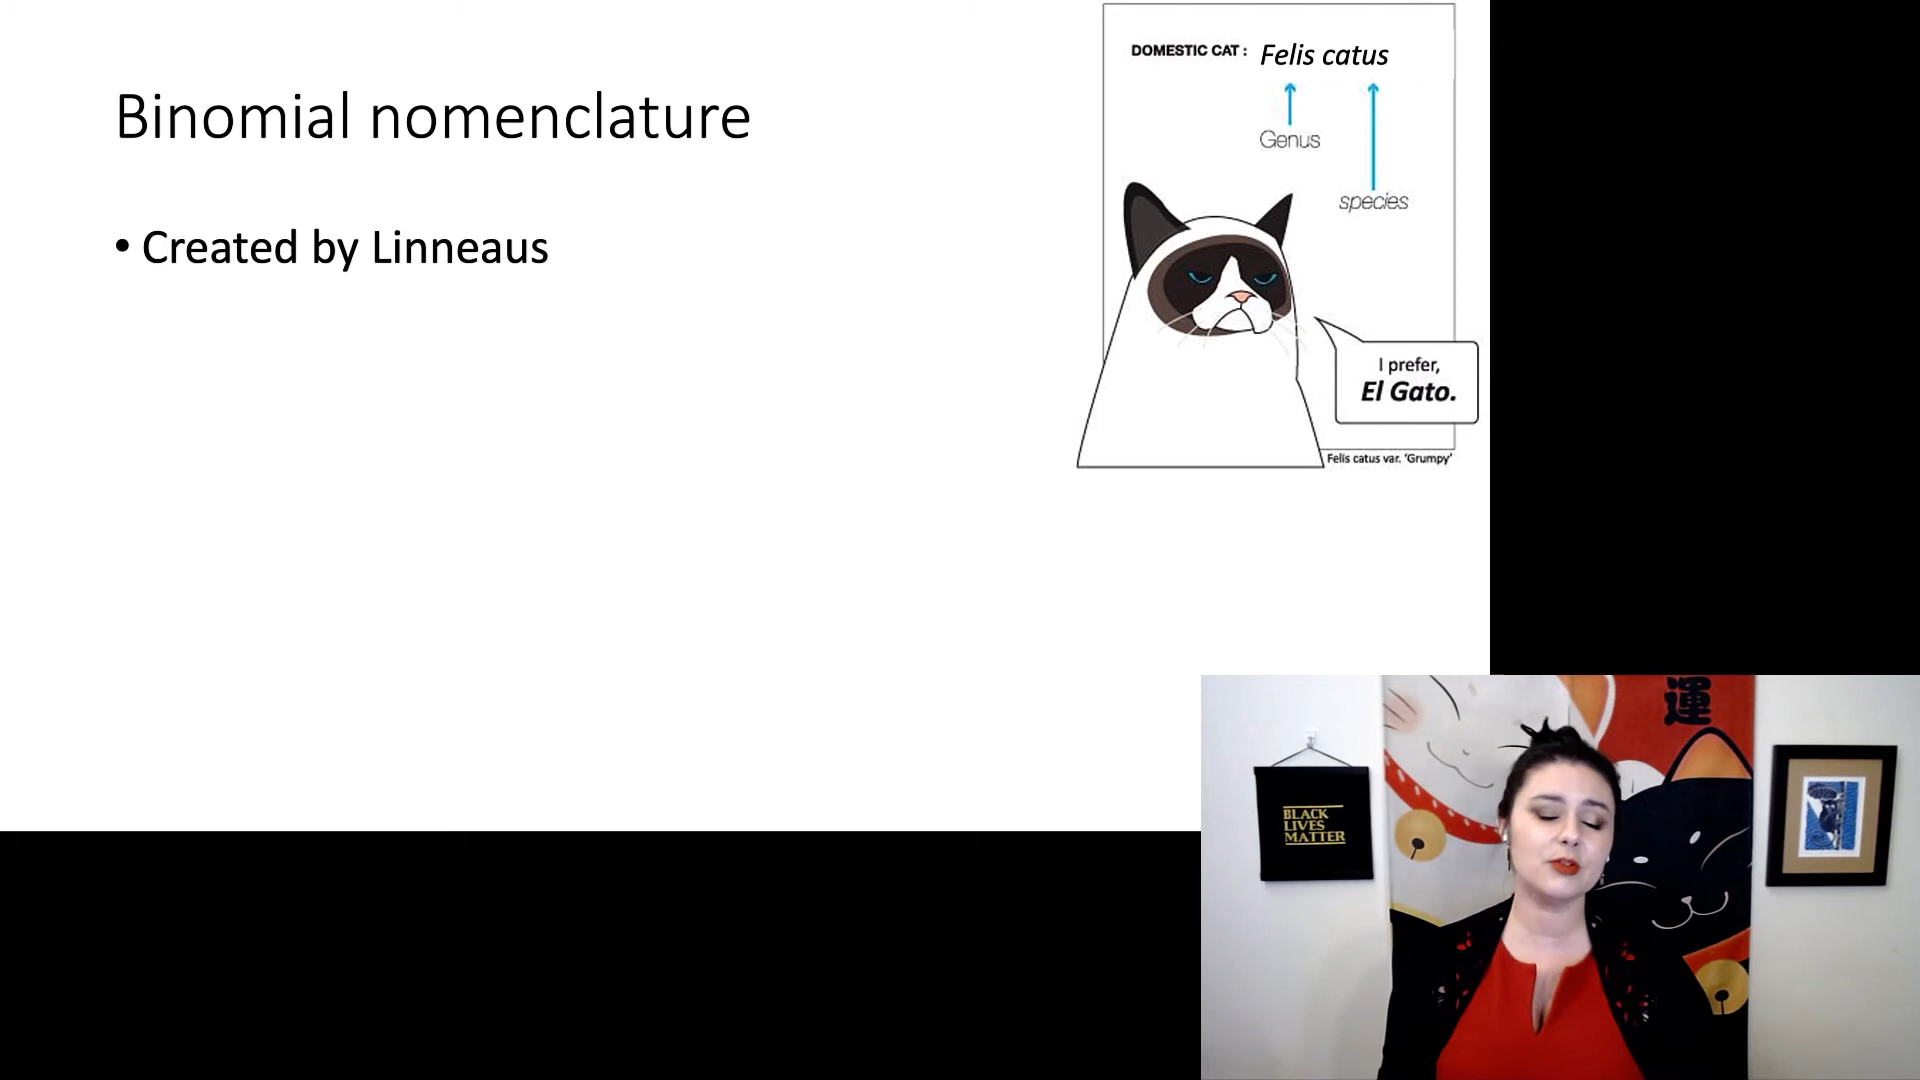 Binomial nomenclature
• Created by Linneaus
DOMESTIC CAT : Felis catus
Genus
species
I prefer,
El Gato.
Felis catus var. ‘Grumpy’
運
BLACK
LIVES
MATTER